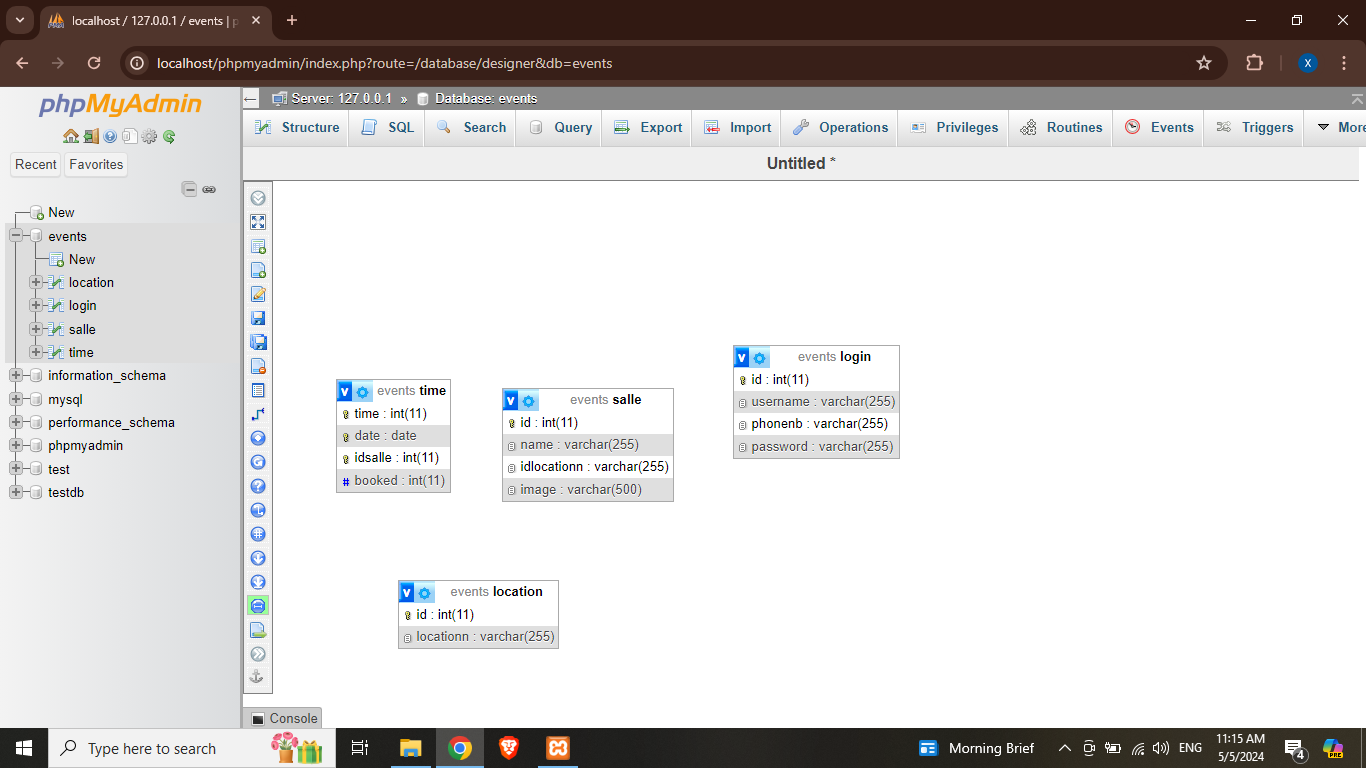 localhost / 127.0.0.1 / events | p
localhost/phpmyadmin/index.php?route=/database/designer&db=events
X
phpMyAdmin
Recent
Favorites
New
events
New
location
login
salle
time
information_schema
mysql
performance_schema
phpmyadmin
test
testdb
Server: 127.0.0.1 » Database: events
Structure
SQL
Search
Query
Export
Import
Operations
Privileges
Routines
Events
Triggers
More
Untitled *
v events time
time : int(11)
date : date
idsalle : int(11)
# booked : int(11)
v events salle
id : int(11)
name : varchar(255)
idlocationn : varchar(255)
image : varchar(500)
v events login
id : int(11)
username : varchar(255)
phonenb : varchar(255)
password : varchar(255)
v events location
id : int(11)
locationn : varchar(255)
Console
Type here to search
Morning Brief
ENG
11:15 AM
5/5/2024
4
PRE